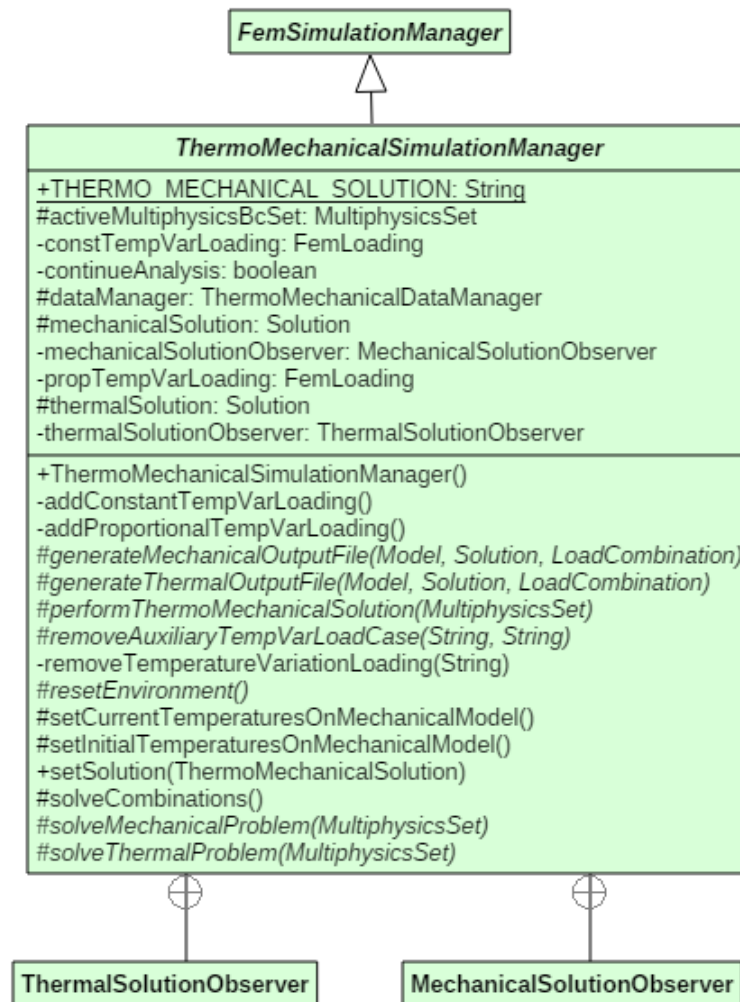 FemSimulationManager
ThermoMechanicalSimulationManager
+THERMO_MECHANICAL_SOLUTION: String
#activeMultiphysicsBcSet: MultiphysicsSet
-constTempVarLoading: FemLoading
-continueAnalysis: boolean
#dataManager: ThermoMechanicalDataManager
#mechanicalSolution: Solution
-mechanicalSolutionObserver: MechanicalSolutionObserver
-propTempVarLoading: FemLoading
#thermalSolution: Solution
-thermalSolutionObserver: ThermalSolutionObserver
+ThermoMechanicalSimulationManager()
-addConstantTempVarLoading()
-addProportionalTempVarLoading()
#generateMechanicalOutputFile(Model, Solution, LoadCombination)
#generateThermalOutputFile(Model, Solution, LoadCombination)
#performThermoMechanicalSolution(MultiphysicsSet)
#removeAuxiliaryTempVarLoadCase(String, String)
-removeTemperatureVariationLoading(String)
#resetEnvironment()
#setCurrentTemperaturesOnMechanicalModel()
#setInitialTemperaturesOnMechanicalModel()
+setSolution(ThermoMechanicalSolution)
#solveCombinations()
#solveMechanicalProblem(MultiphysicsSet)
#solveThermalProblem(MultiphysicsSet)
ThermalSolutionObserver
MechanicalSolutionObserver